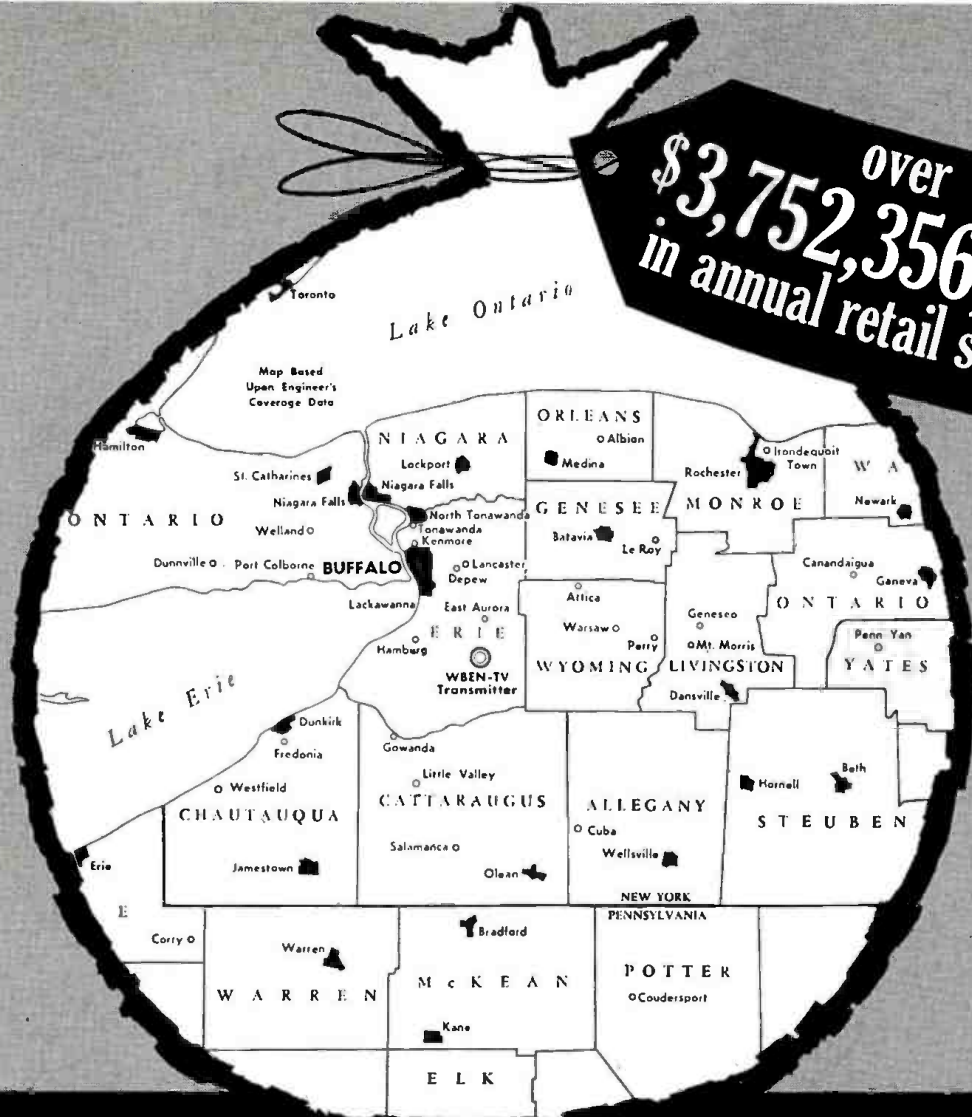 over
$3,752,356
in annual retail s
Toronto
Lake Ontario
Map Based
Upon Engineer's
Coverage Data
Hamilton
St. Catharines
Niagara Falls
ONTARIO
Welland
Dunnville
Port Colborne
BUFFALO
NIAGARA
Lockport
Niagara Falls
North Tonawanda
Tonawanda
Kenmore
Lancaster
Depew
Lackawanna
East Aurora
ERIE
Hamburg
WBEN-TV
Transmitter
ORLEANS
Albion
Medina
GENESEE
Batavia
Le Roy
Rochester
Irondequoit
Town
MONROE
WA
Newark
Canandaigua
Geneva
ONTARIO
Penn Yan
YATES
Attica
Warsaw
Perry
WYOMING
Geneseo
Mt. Morris
LIVINGSTON
Dansville
Lake Erie
Dunkirk
Fredonia
Westfield
CHAUTAUQUA
Jamestown
Gowanda
Little Valley
CATTARAUGUS
Salamanca
Olean
ALLEGANY
Cuba
Wellsville
Hornell
Bath
STEUBEN
NEW YORK
PENNSYLVANIA
Erie
E
Corry
Warren
WARREN
Bradford
McKEAN
Kane
POTTER
Coudersport
ELK